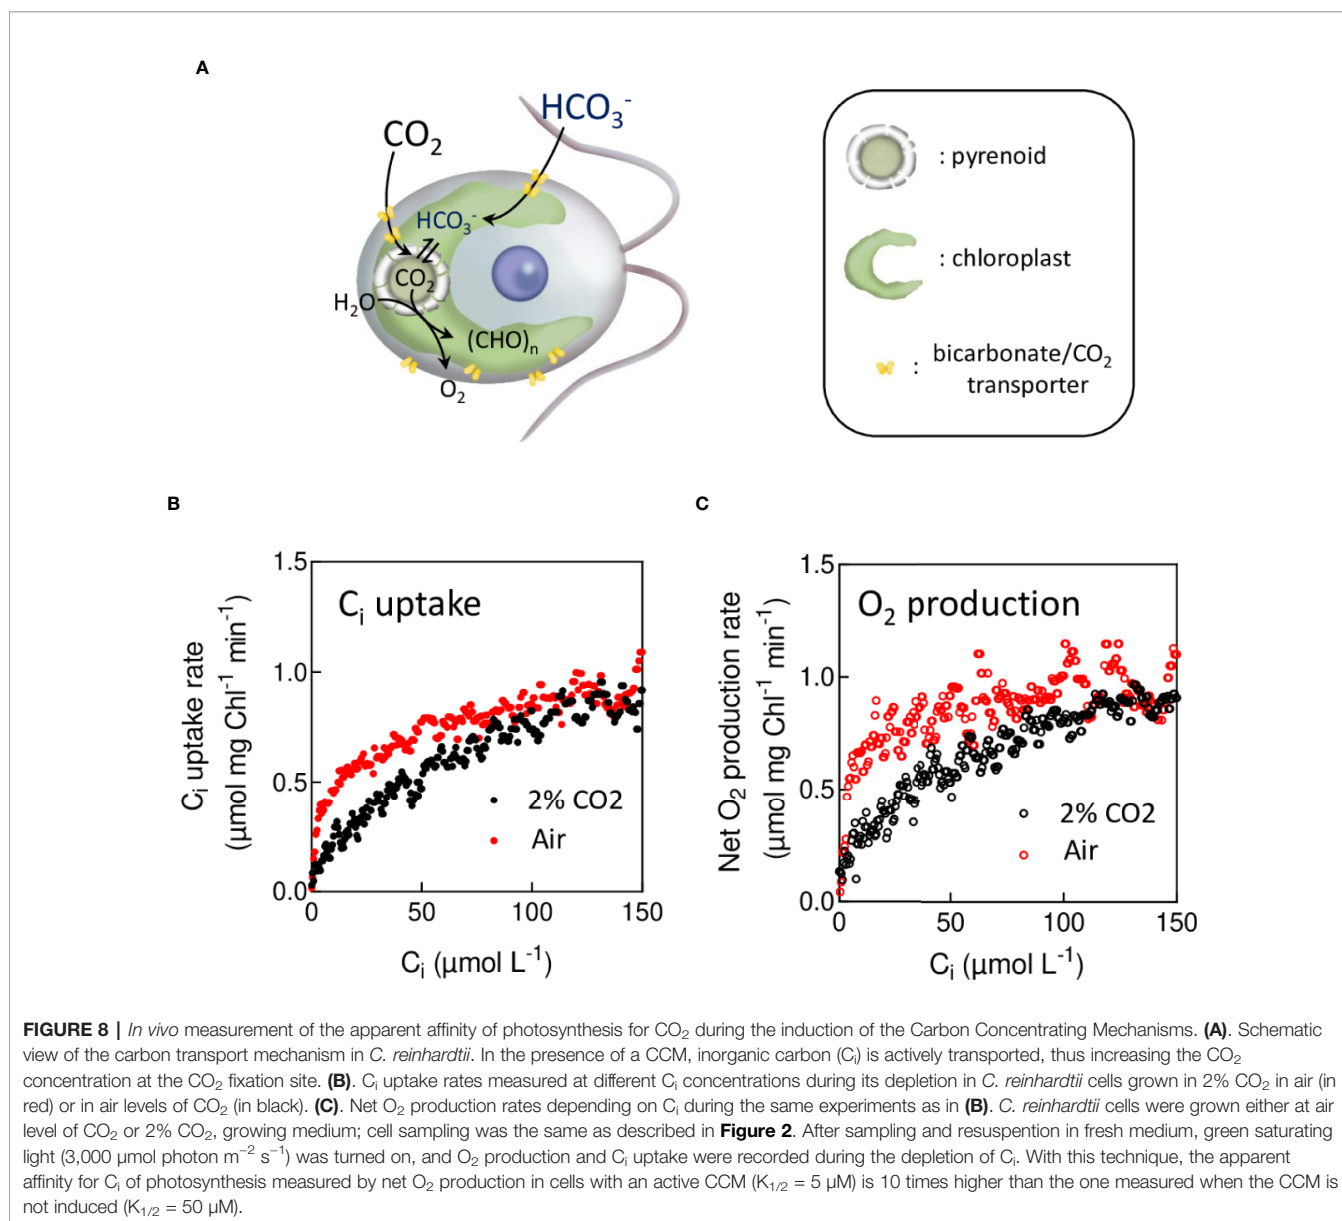 A
HCO₃⁻
CO₂
HCO₃⁻
CO₂
H₂O
(CHO)ₙ
O₂
: pyrenoid
: chloroplast
: bicarbonate/CO₂
transporter
B
Cᵢ uptake rate
(µmol mg Chl⁻¹ min⁻¹)
1.5
1.0
0.5
0.0
Cᵢ uptake
2% CO2
Air
0 50 100 150
Cᵢ (µmol L⁻¹)
C
Net O₂ production rate
(µmol mg Chl⁻¹ min⁻¹)
1.5
1.0
0.5
0.0
O₂ production
2% CO2
Air
0 50 100 150
Cᵢ (µmol L⁻¹)
FIGURE 8 | In vivo measurement of the apparent affinity of photosynthesis for CO₂ during the induction of the Carbon Concentrating Mechanisms. (A). Schematic
view of the carbon transport mechanism in C. reinhardtii. In the presence of a CCM, inorganic carbon (Cᵢ) is actively transported, thus increasing the CO₂
concentration at the CO₂ fixation site. (B). Cᵢ uptake rates measured at different Cᵢ concentrations during its depletion in C. reinhardtii cells grown in 2% CO₂ in air (in
red) or in air levels of CO₂ (in black). (C). Net O₂ production rates depending on Cᵢ during the same experiments as in (B). C. reinhardtii cells were grown either at air
level of CO₂ or 2% CO₂, growing medium; cell sampling was the same as described in Figure 2. After sampling and resuspention in fresh medium, green saturating
light (3,000 µmol photon m⁻² s⁻¹) was turned on, and O₂ production and Cᵢ uptake were recorded during the depletion of Cᵢ. With this technique, the apparent
affinity for Cᵢ of photosynthesis measured by net O₂ production in cells with an active CCM (K₁/₂ = 5 µM) is 10 times higher than the one measured when the CCM is
not induced (K₁/₂ = 50 µM).